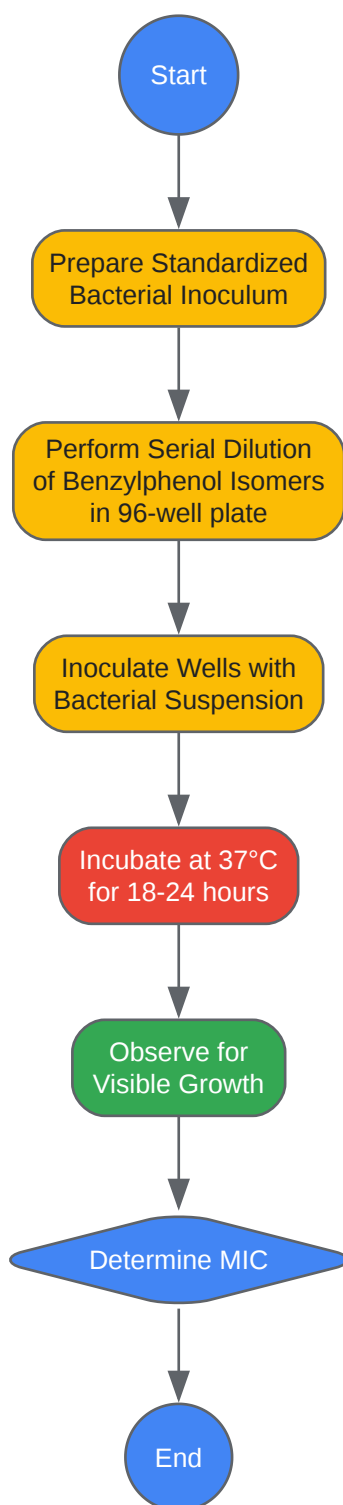 Start
Prepare Standardized
Bacterial Inoculum
Perform Serial Dilution
of Benzylphenol Isomers
in 96-well plate
Inoculate Wells with
Bacterial Suspension
Incubate at 37°C
for 18-24 hours
Observe for
Visible Growth
Determine MIC
End